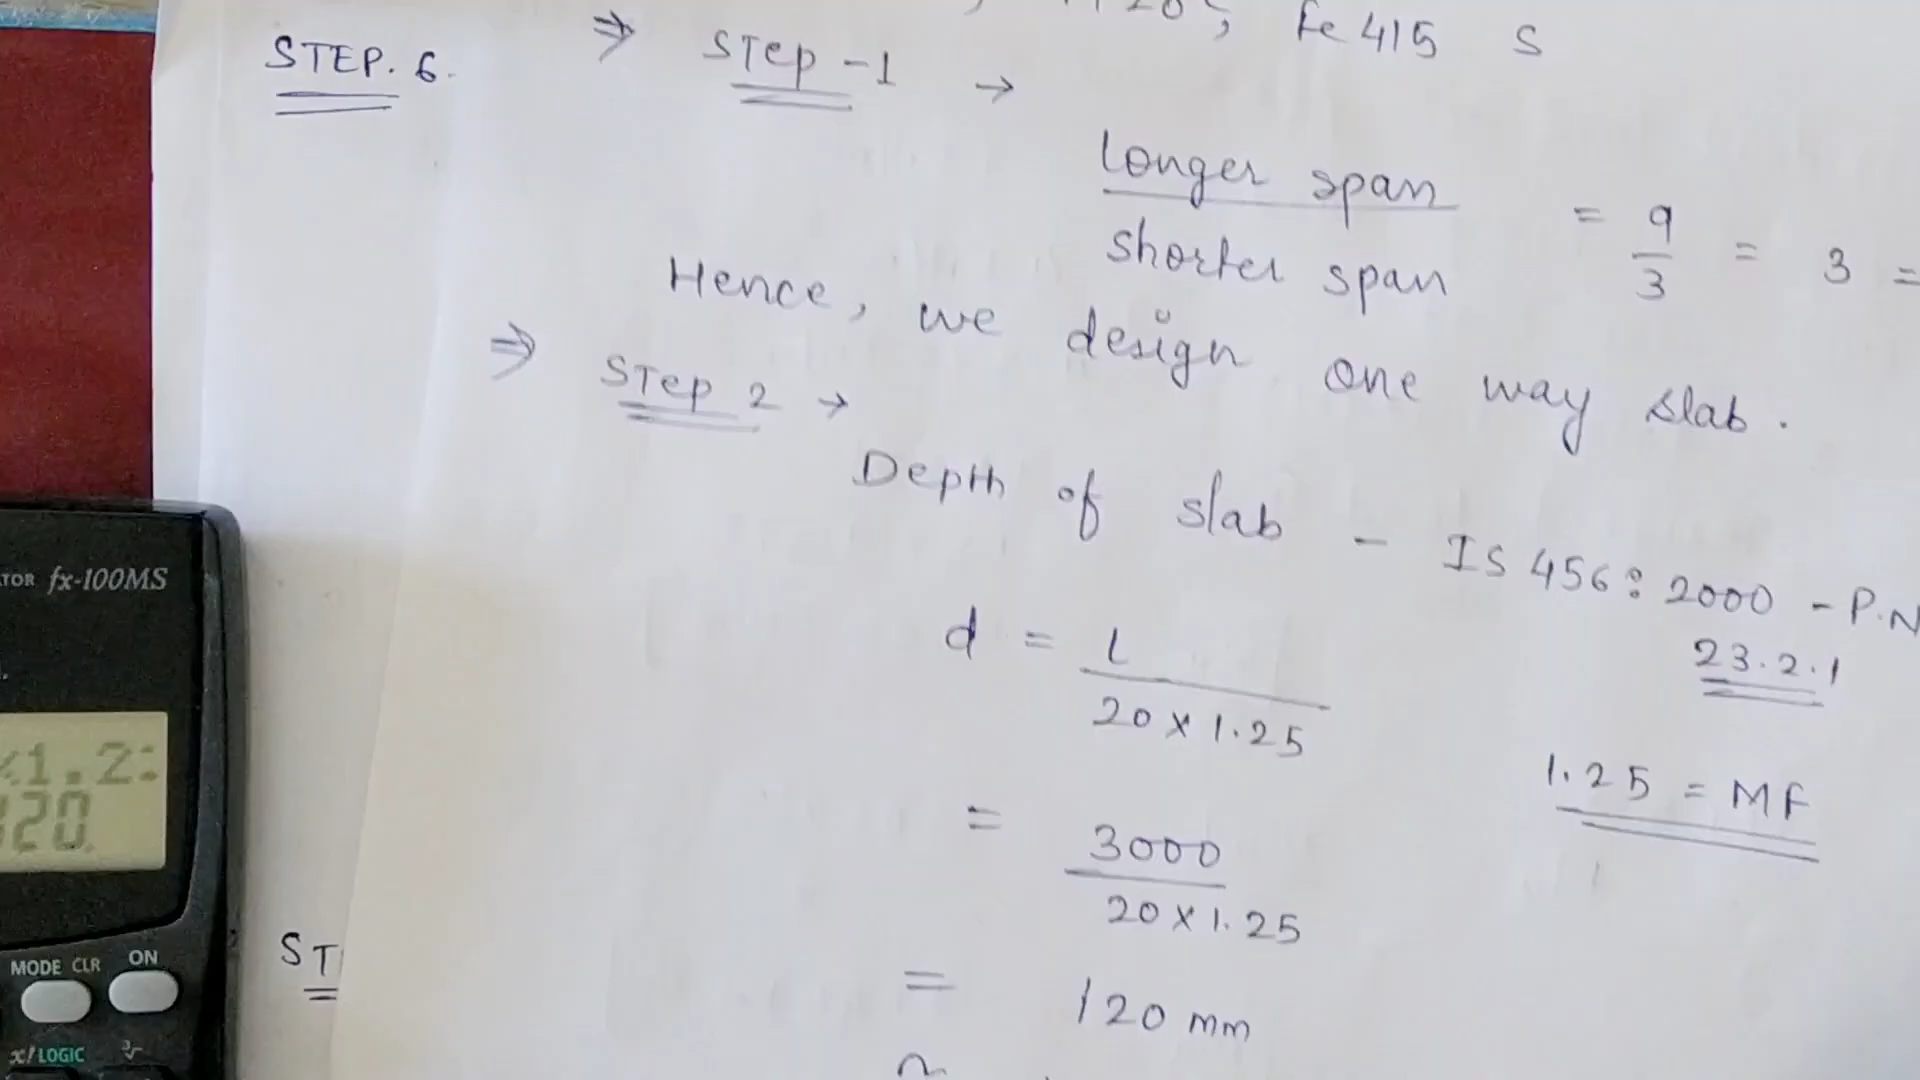 Fe 415 S
STEP. 6.
⇒ Step -1 →
Longer span / shorter span = 9/3 = 3 =
Hence, we design one way slab.
⇒ Step 2 →
Depth of slab - IS 456: 2000 - P.N
23.2.1
d = L / 20 x 1.25
1.25 = MF
= 3000 / 20 x 1.25
= 120 mm
fx-100MS
MODE CLR ON
x! LOGIC